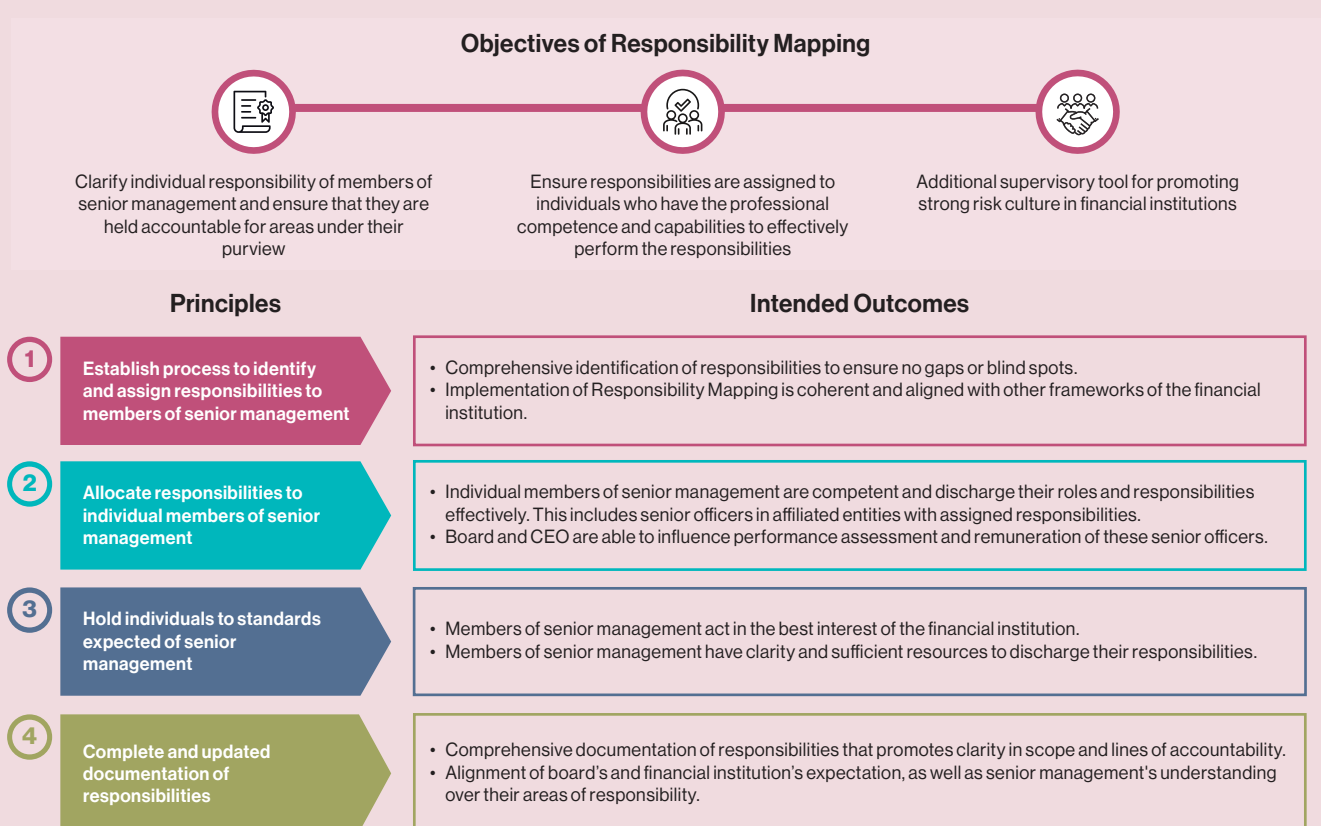 Objectives of Responsibility Mapping
Clarify individual responsibility of members of
senior management and ensure that they are
held accountable for areas under their
purview
Ensure responsibilities are assigned to
individuals who have the professional
competence and capabilities to effectively
perform the responsibilities
Additional supervisory tool for promoting
strong risk culture in financial institutions
Principles
Intended Outcomes
1
Establish process to identify
and assign responsibilities to
members of senior management
• Comprehensive identification of responsibilities to ensure no gaps or blind spots.
• Implementation of Responsibility Mapping is coherent and aligned with other frameworks of the financial
institution.
2
Allocate responsibilities to
individual members of senior
management
• Individual members of senior management are competent and discharge their roles and responsibilities
effectively. This includes senior officers in affiliated entities with assigned responsibilities.
• Board and CEO are able to influence performance assessment and remuneration of these senior officers.
3
Hold individuals to standards
expected of senior
management
• Members of senior management act in the best interest of the financial institution.
• Members of senior management have clarity and sufficient resources to discharge their responsibilities.
4
Complete and updated
documentation of
responsibilities
• Comprehensive documentation of responsibilities that promotes clarity in scope and lines of accountability.
• Alignment of board’s and financial institution’s expectation, as well as senior management's understanding
over their areas of responsibility.